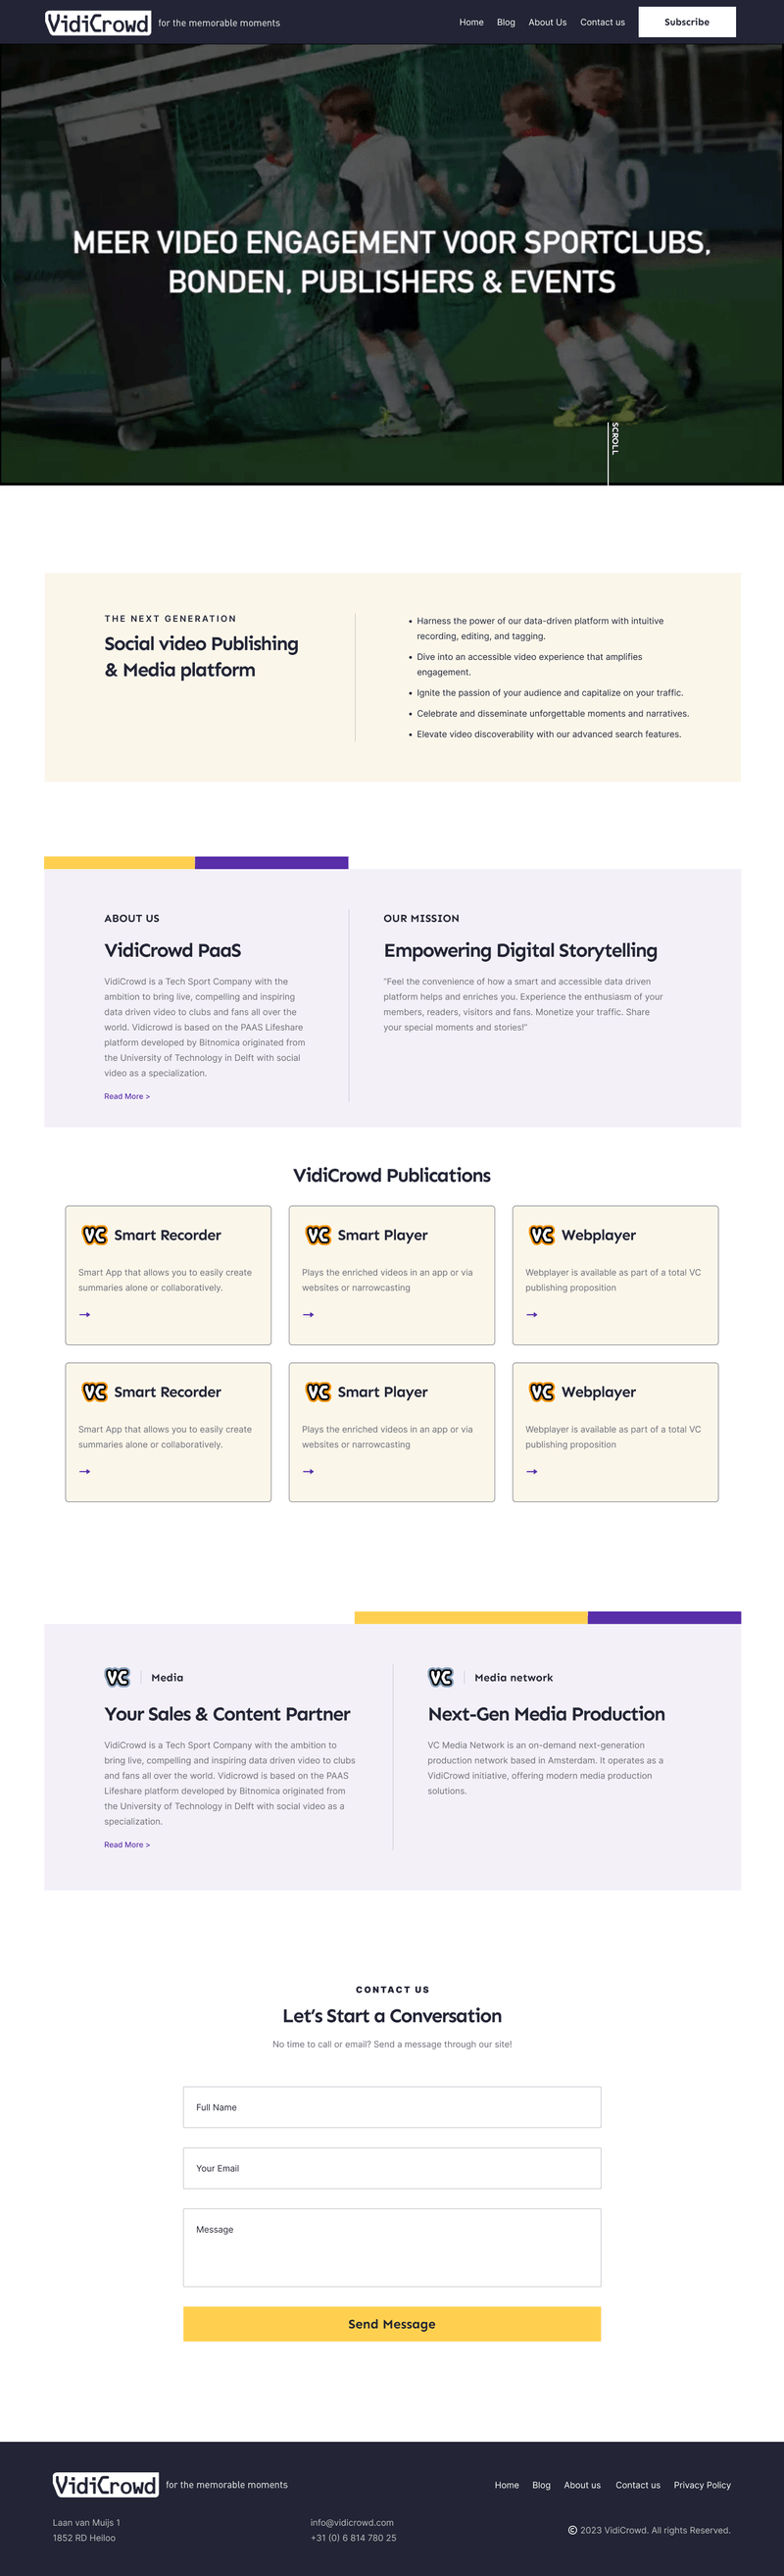 VidiCrowd for the memorable moments
Home Blog About Us Contact us Subscribe
MEER VIDEO ENGAGEMENT VOOR SPORTCLUBS,
BONDEN, PUBLISHERS & EVENTS
SCROLL
THE NEXT GENERATION
Social video Publishing
& Media platform
• Harness the power of our data-driven platform with intuitive
recording, editing, and tagging.
• Dive into an accessible video experience that amplifies
engagement.
• Ignite the passion of your audience and capitalize on your traffic.
• Celebrate and disseminate unforgettable moments and narratives.
• Elevate video discoverability with our advanced search features.
ABOUT US
VidiCrowd PaaS
VidiCrowd is a Tech Sport Company with the
ambition to bring live, compelling and inspiring
data driven video to clubs and fans all over the
world. Vidicrowd is based on the PAAS Lifeshare
platform developed by Bitnomica originated from
the University of Technology in Delft with social
video as a specialization.
Read More >
OUR MISSION
Empowering Digital Storytelling
"Feel the convenience of how a smart and accessible data driven
platform helps and enriches you. Experience the enthusiasm of your
members, readers, visitors and fans. Monetize your traffic. Share
your special moments and stories!"
VidiCrowd Publications
VC Smart Recorder
Smart App that allows you to easily create
summaries alone or collaboratively.
→
VC Smart Player
Plays the enriched videos in an app or via
websites or narrowcasting
→
VC Webplayer
Webplayer is available as part of a total VC
publishing proposition
→
VC Smart Recorder
Smart App that allows you to easily create
summaries alone or collaboratively.
→
VC Smart Player
Plays the enriched videos in an app or via
websites or narrowcasting
→
VC Webplayer
Webplayer is available as part of a total VC
publishing proposition
→
VC Media
Your Sales & Content Partner
VidiCrowd is a Tech Sport Company with the ambition to
bring live, compelling and inspiring data driven video to clubs
and fans all over the world. Vidicrowd is based on the PAAS
Lifeshare platform developed by Bitnomica originated from
the University of Technology in Delft with social video as a
specialization.
Read More >
VC Media network
Next-Gen Media Production
VC Media Network is an on-demand next-generation
production network based in Amsterdam. It operates as a
VidiCrowd initiative, offering modern media production
solutions.
CONTACT US
Let's Start a Conversation
No time to call or email? Send a message through our site!
Full Name
Your Email
Message
Send Message
VidiCrowd for the memorable moments
Home Blog About us Contact us Privacy Policy
Laan van Muijs 1
1852 RD Heiloo
info@vidicrowd.com
+31 (0) 6 814 780 25
© 2023 VidiCrowd. All rights Reserved.